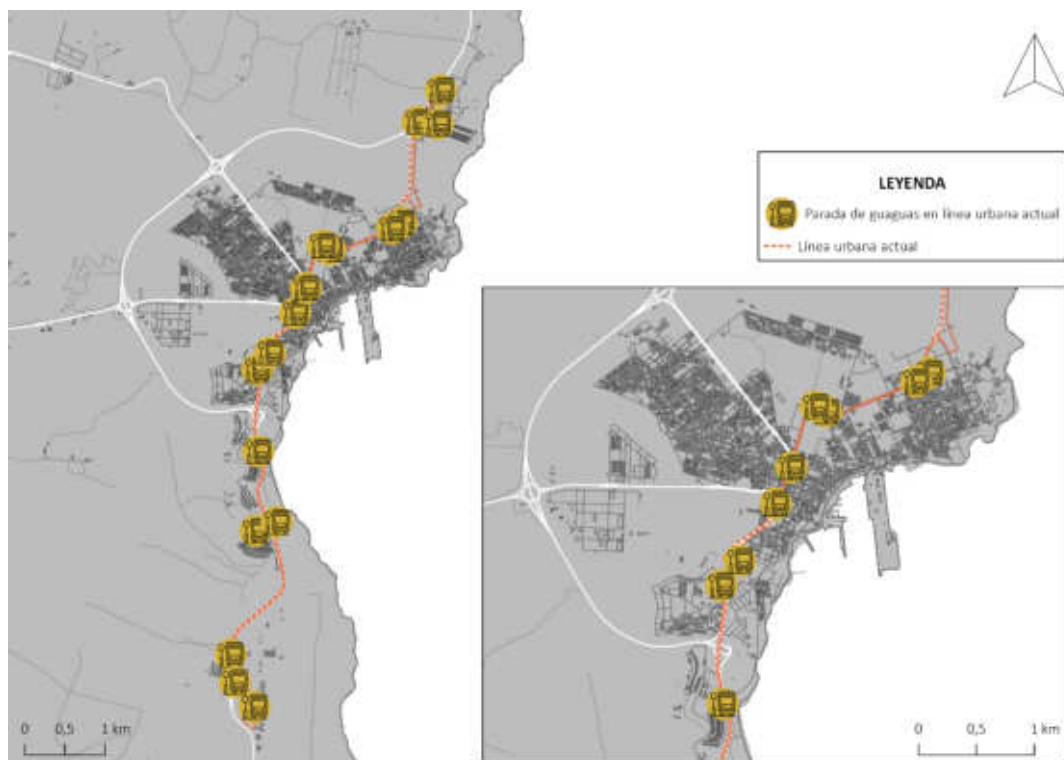 LEYENDA
Parada de guaguas en línea urbana actual
Línea urbana actual
0 0,5 1 km
0 0,5 1 km